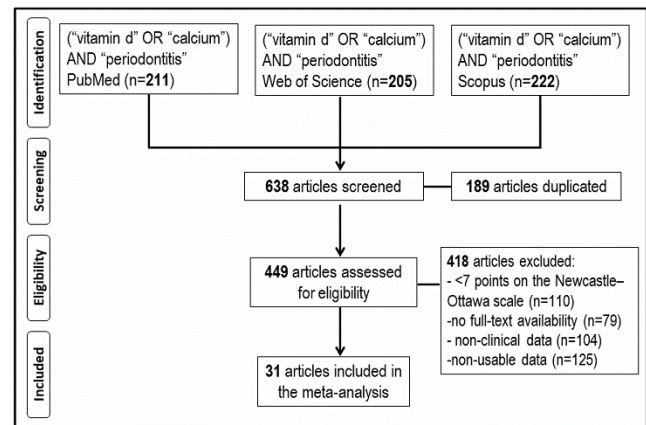 Identification
("vitamin d" OR "calcium")
AND "periodontitis"
PubMed (n=211)
("vitamin d" OR "calcium")
AND "periodontitis"
Web of Science (n=205)
("vitamin d" OR "calcium")
AND "periodontitis"
Scopus (n=222)
Screening
638 articles screened
189 articles duplicated
Eligibility
449 articles assessed
for eligibility
418 articles excluded:
- <7 points on the Newcastle–
Ottawa scale (n=110)
-no full-text availability (n=79)
- non-clinical data (n=104)
-non-usable data (n=125)
Included
31 articles included in
the meta-analysis